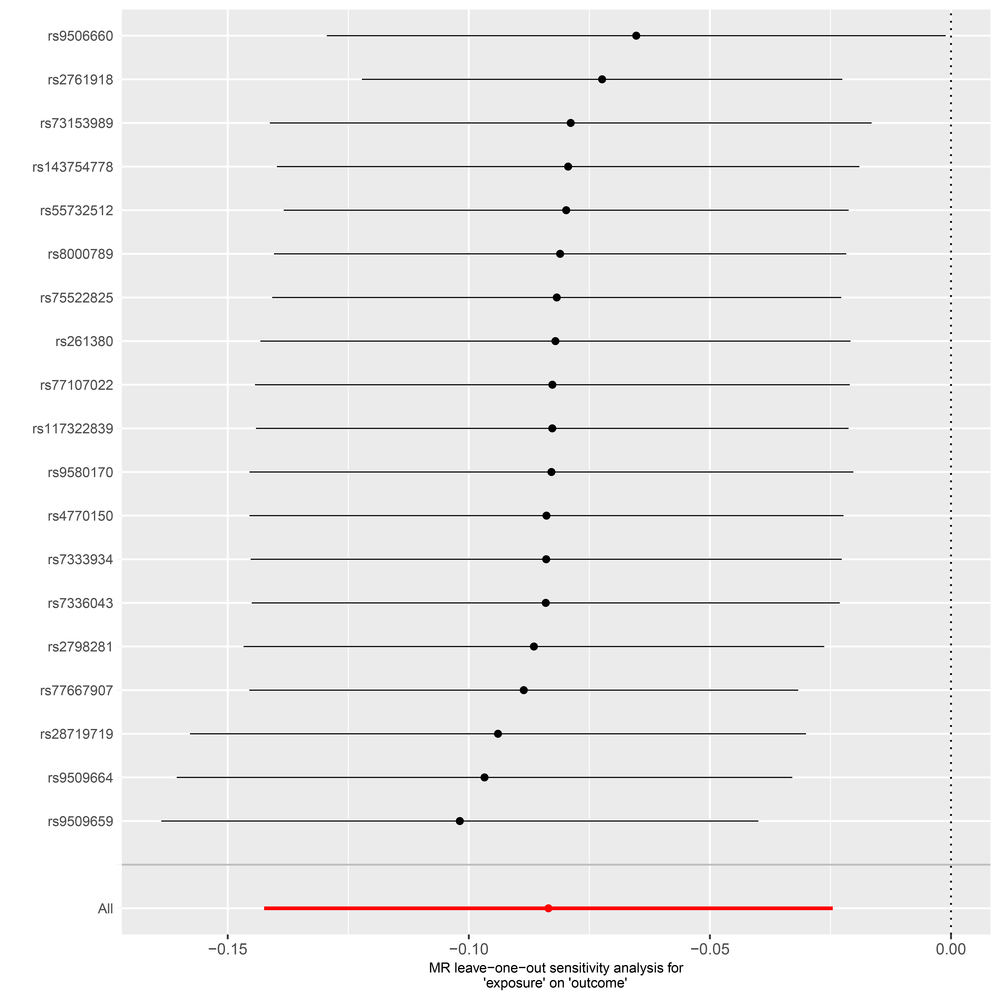 rs9506660
rs2761918
rs73153989
rs143754778
rs55732512
rs8000789
rs75522825
rs261380
rs77107022
rs117322839
rs9580170
rs4770150
rs7333934
rs7336043
rs2798281
rs77667907
rs28719719
rs9509664
rs9509659
All
−0.15 −0.10 −0.05 0.00
MR leave−one−out sensitivity analysis for
'exposure' on 'outcome'